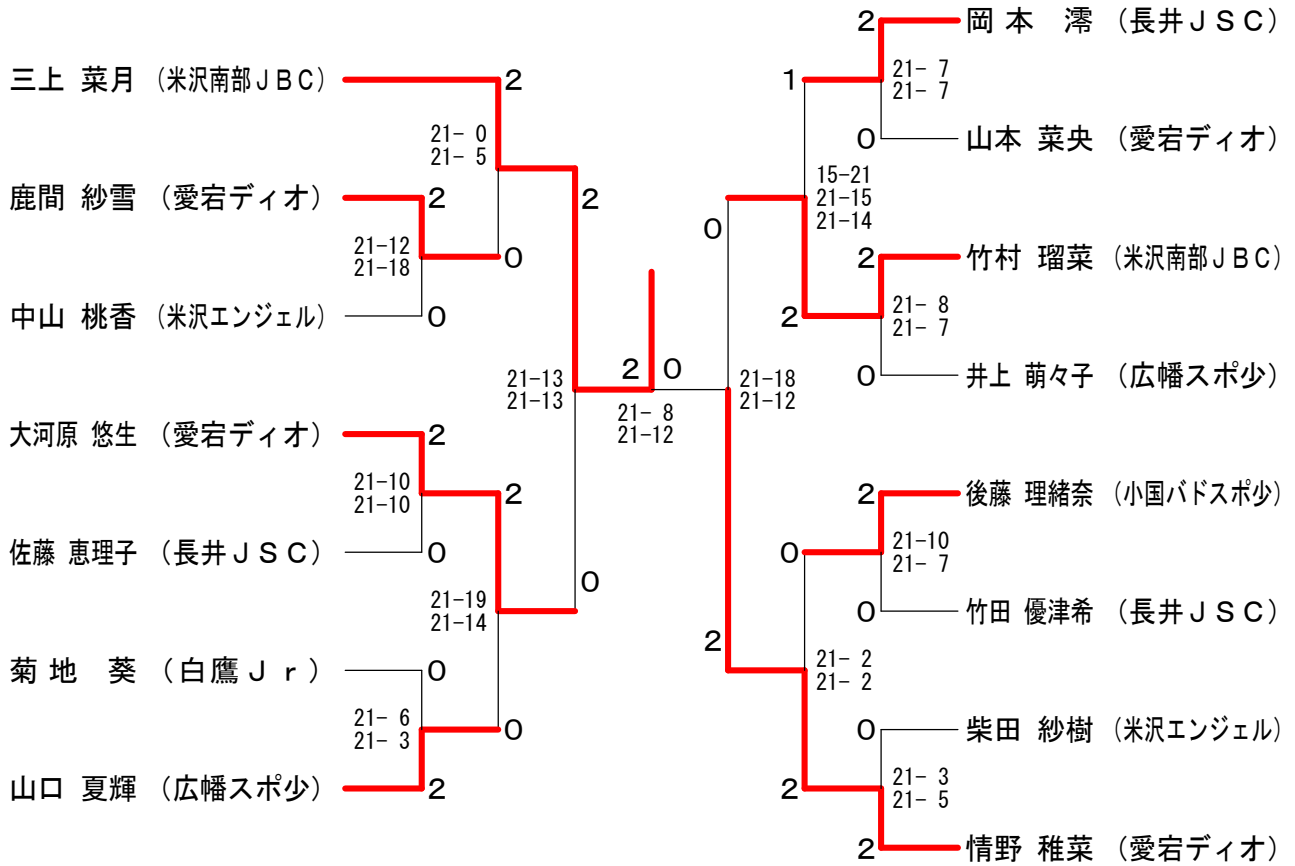 三上 菜月 （米沢南部ＪＢＣ） 2
21- 0
21- 5
鹿間 紗雪 （愛宕ディオ） 2
2
21-12
21-18
0
中山 桃香 （米沢エンジェル） 0
21-13
21-13
大河原 悠生 （愛宕ディオ） 2
21-10
21-10
2
佐藤 恵理子 （長井ＪＳＣ） 0
0
21-19
21-14
菊地 葵 （白鷹Ｊｒ） 0
21- 6
21- 3
0
山口 夏輝 （広幡スポ少） 2
2 0
21- 8
21-12
2 岡本 澪 （長井ＪＳＣ）
1
21- 7
21- 7
0 山本 菜央 （愛宕ディオ）
15-21
21-15
21-14
0
2 竹村 瑠菜 （米沢南部ＪＢＣ）
2
21- 8
21- 7
0 井上 萌々子 （広幡スポ少）
21-18
21-12
2 後藤 理緒奈 （小国バドスポ少）
0
21-10
21- 7
0 竹田 優津希 （長井ＪＳＣ）
2
21- 2
21- 2
0 柴田 紗樹 （米沢エンジェル）
2
21- 3
21- 5
2 情野 稚菜 （愛宕ディオ）